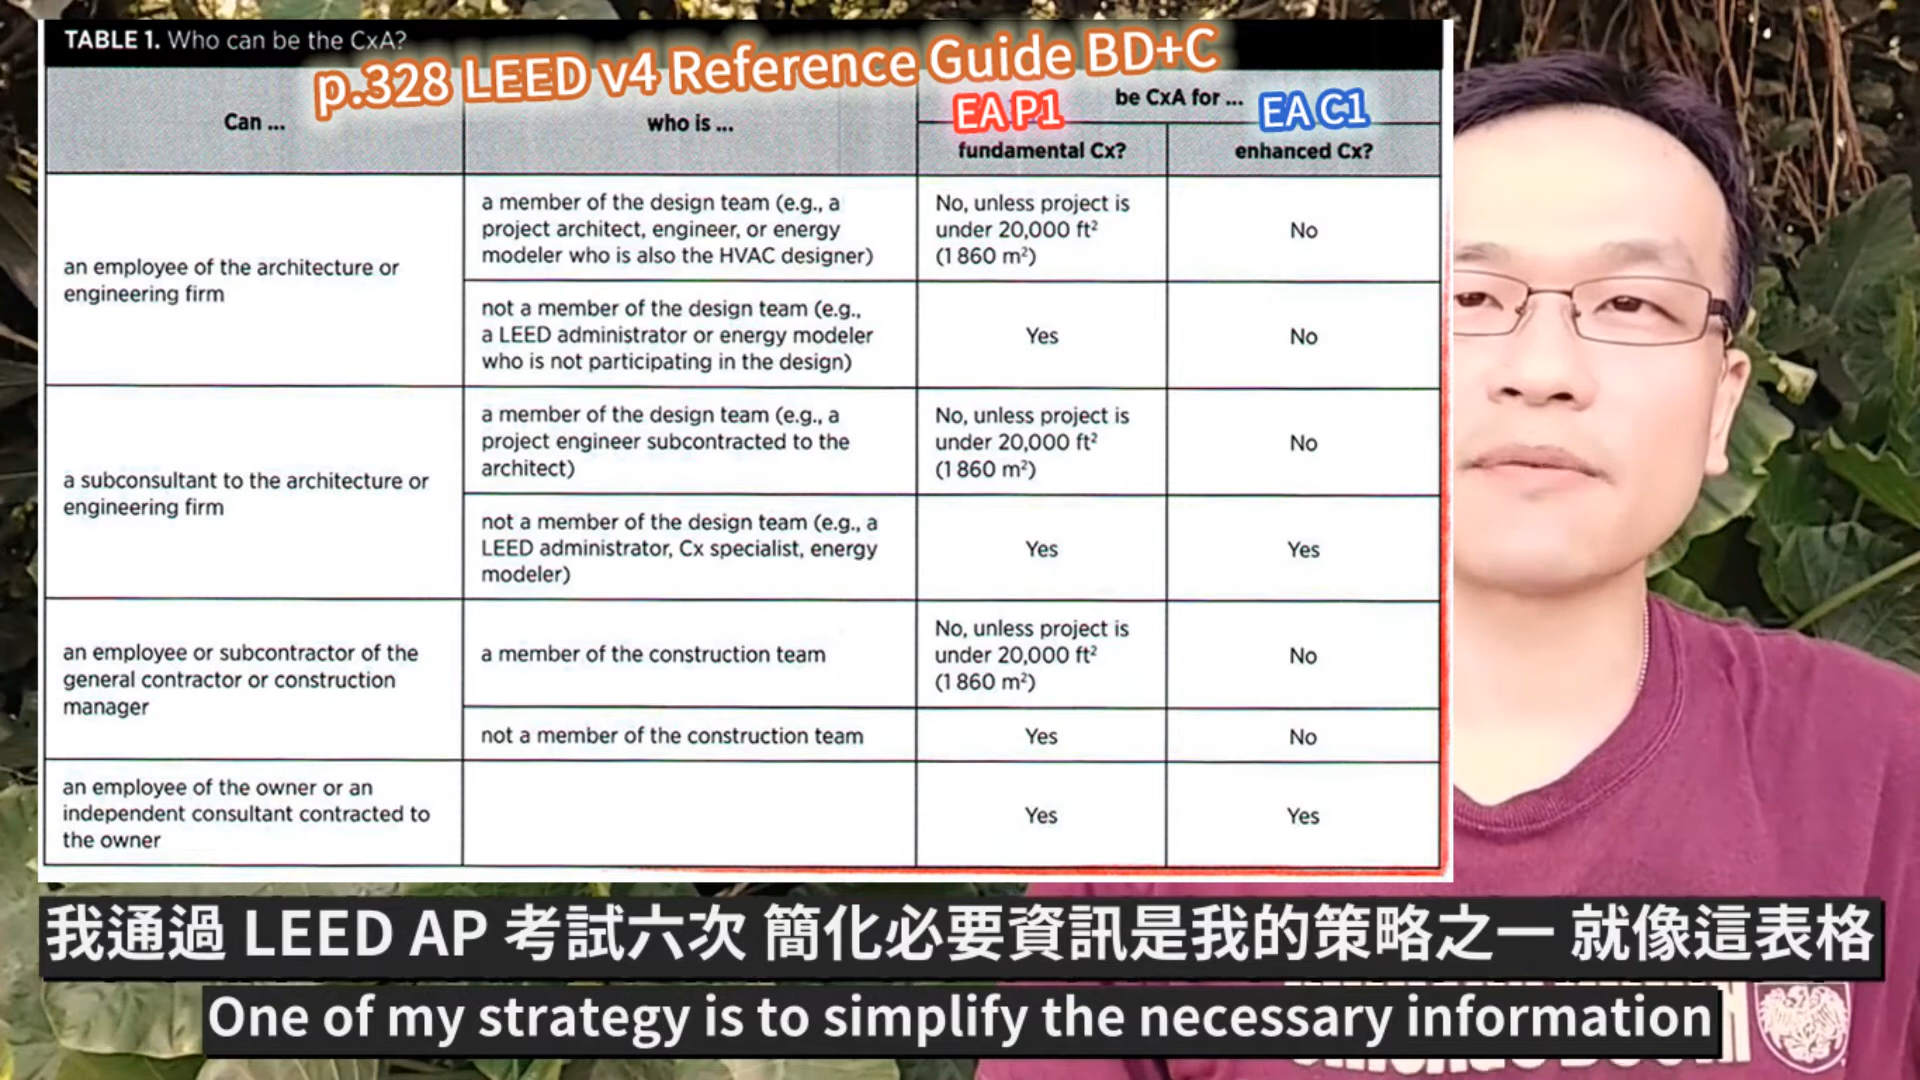 TABLE 1. Who can be the CxA?
p.328 LEED v4 Reference Guide BD+C
Can ...
who is ...
be CxA for ...
EA P1
EA C1
fundamental Cx?
enhanced Cx?
an employee of the architecture or
engineering firm
a member of the design team (e.g., a
project architect, engineer, or energy
modeler who is also the HVAC designer)
No, unless project is
under 20,000 ft²
(1 860 m²)
No
not a member of the design team (e.g.,
a LEED administrator or energy modeler
who is not participating in the design)
Yes
No
a subconsultant to the architecture or
engineering firm
a member of the design team (e.g., a
project engineer subcontracted to the
architect)
No, unless project is
under 20,000 ft²
(1 860 m²)
No
not a member of the design team (e.g., a
LEED administrator, Cx specialist, energy
modeler)
Yes
Yes
an employee or subcontractor of the
general contractor or construction
manager
a member of the construction team
No, unless project is
under 20,000 ft²
(1 860 m²)
No
not a member of the construction team
Yes
No
an employee of the owner or an
independent consultant contracted to
the owner
Yes
Yes
我通過 LEED AP 考試六次 簡化必要資訊是我的策略之一 就像這表格
One of my strategy is to simplify the necessary information